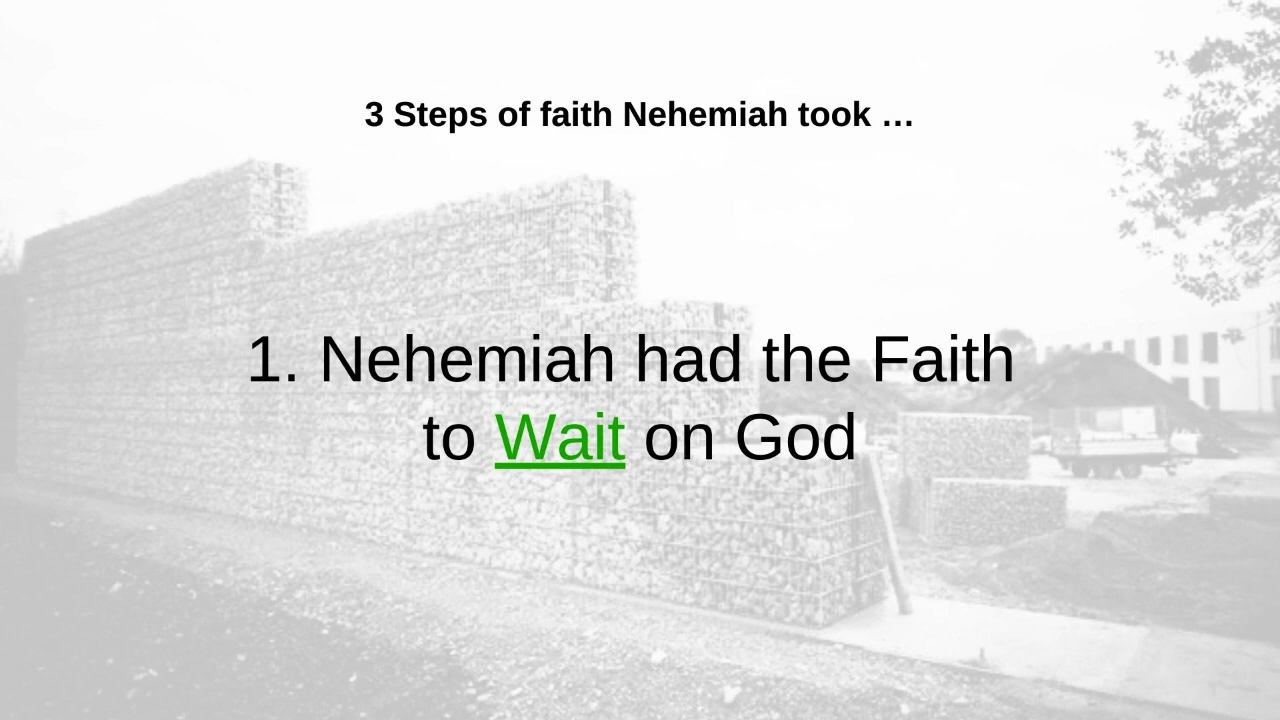 3 Steps of faith Nehemiah took …
1. Nehemiah had the Faith
to Wait on God